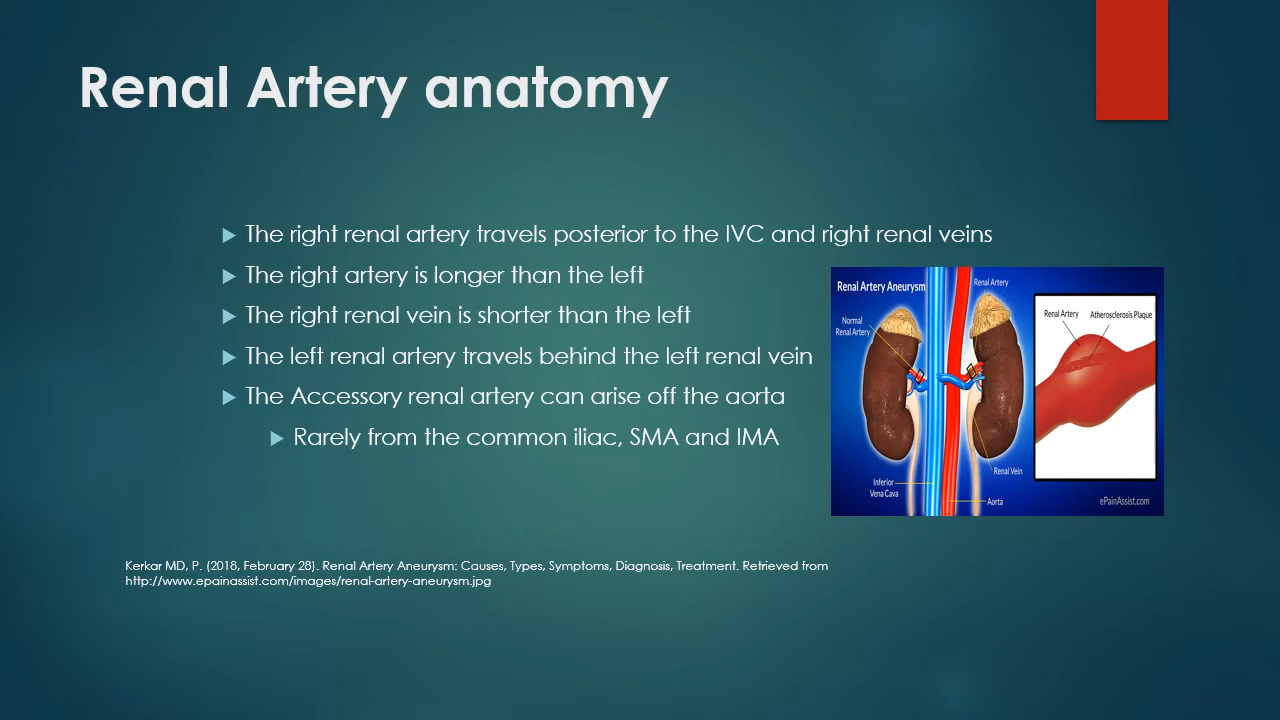 Renal Artery anatomy
The right renal artery travels posterior to the IVC and right renal veins
The right artery is longer than the left
The right renal vein is shorter than the left
The left renal artery travels behind the left renal vein
The Accessory renal artery can arise off the aorta
Rarely from the common iliac, SMA and IMA
Renal Artery Aneurysm
Renal Artery
Normal
Renal Artery
Renal Artery
Atherosclerosis Plaque
Renal Vein
Inferior
Vena Cava
Aorta
ePainAssist.com
Kerkar MD, P. (2018, February 28). Renal Artery Aneurysm: Causes, Types, Symptoms, Diagnosis, Treatment. Retrieved from
http://www.epainassist.com/images/renal-artery-aneurysm.jpg